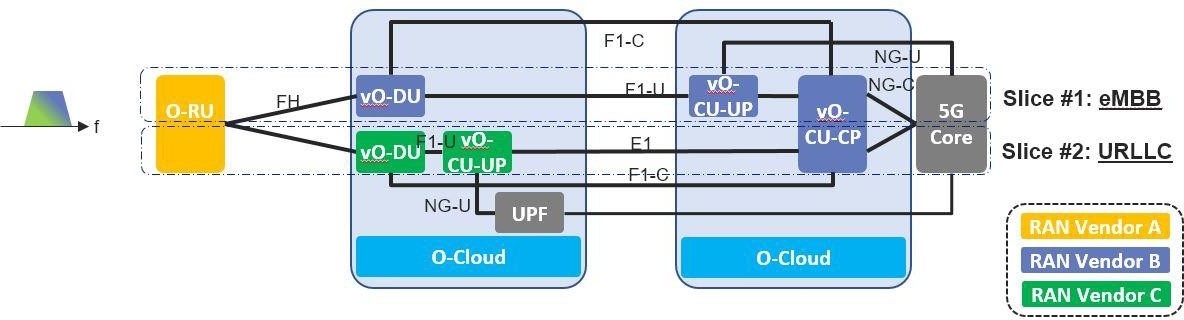 F1-C
NG-U
vO-DU
F1-U
vO-
CU-UP
NG-C
O-RU
FH
vO-
CU-CP
5G
Core
Slice #1: eMBB
f
vO-DU
F1-U
vO-
CU-UP
E1
Slice #2: URLLC
F1-C
NG-U
UPF
O-Cloud
O-Cloud
RAN Vendor A
RAN Vendor B
RAN Vendor C